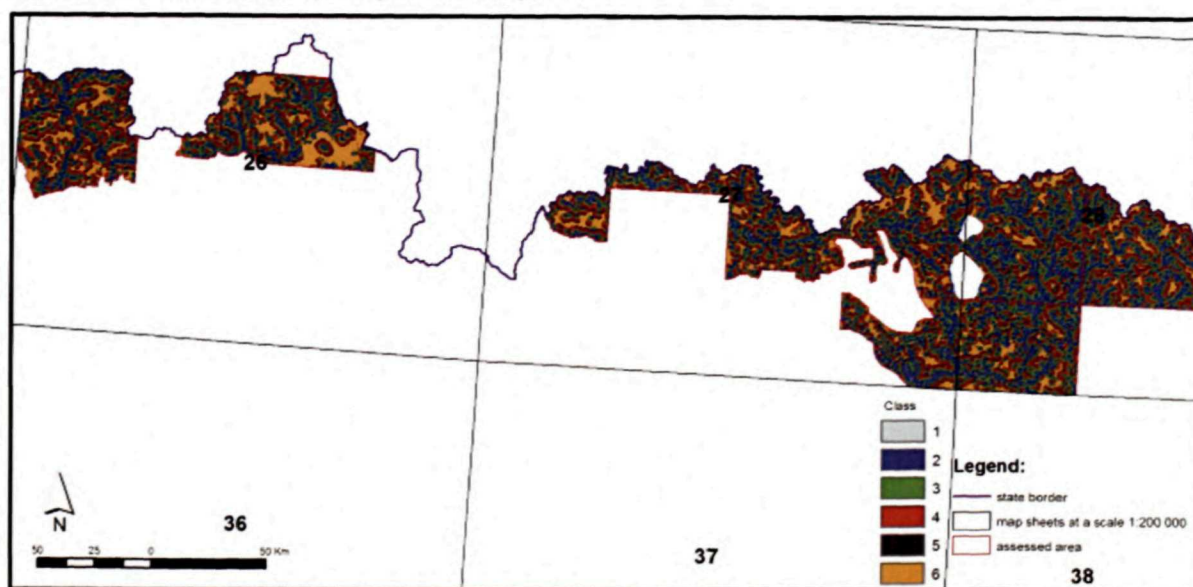 26
27
28
Class
1
2
3
4
5
6
Legend:
state border
map sheets at a scale 1:200 000
assessed area
N
36
37
38
50 25 0 50 Km